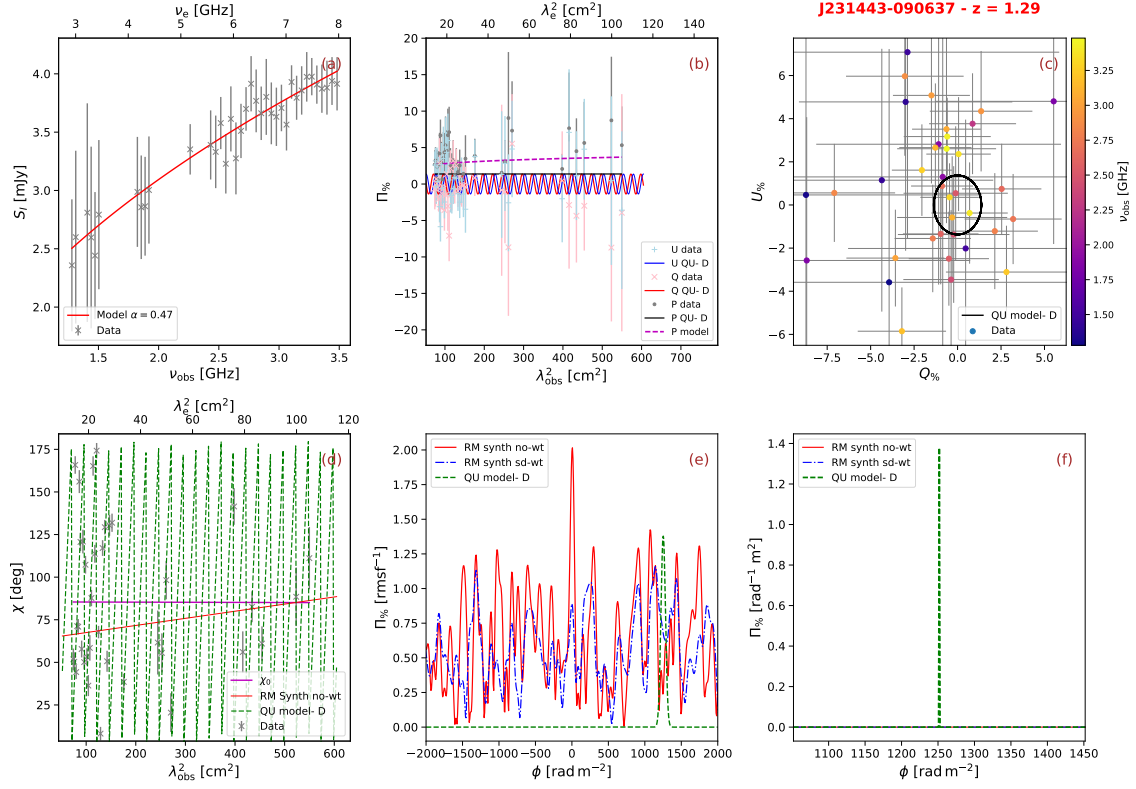 J231443-090637 - z = 1.29
ν_e [GHz]
3 4 5 6 7 8
(a)
S_I [mJy]
4.0
3.5
3.0
2.5
2.0
Model α = 0.47
Data
1.5 2.0 2.5 3.0 3.5
ν_obs [GHz]
λ_e^2 [cm^2]
0 20 40 60 80 100 120
(b)
Π_%
15
10
5
0
−5
−10
−15
−20
U data
U QU- D
Q data
Q QU- D
P data
P QU- D
P model
100 200 300 400 500 600 700
λ_obs^2 [cm^2]
(c)
U_%
6
4
2
0
−2
−4
−6
QU model- D
Data
−7.5 −5.0 −2.5 0.0 2.5 5.0
Q_%
3.50
3.25
3.00
2.75
2.50
2.25
2.00
1.75
1.50
ν_obs [GHz]
λ_e^2 [cm^2]
20 40 60 80 100 120
(d)
χ [deg]
175
150
125
100
75
50
25
χ_0
RM Synth no-wt
QU model- D
Data
100 200 300 400 500 600
λ_obs^2 [cm^2]
(e)
Π_% [rmsf^−1]
2.00
1.75
1.50
1.25
1.00
0.75
0.50
0.25
0.00
RM synth no-wt
RM synth sd-wt
QU model- D
−2000 −1500 −1000 −500 0 500 1000 1500 2000
ϕ [rad m^−2]
(f)
Π_% [rad^−1 m^2]
1.4
1.2
1.0
0.8
0.6
0.4
0.2
0.0
RM synth no-wt
RM synth sd-wt
QU model- D
1100 1150 1200 1250 1300 1350 1400 1450
ϕ [rad m^−2]